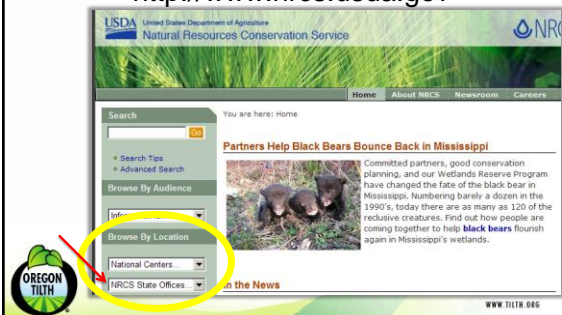 USDA United States Department of Agriculture
Natural Resources Conservation Service
NRC
Home About NRCS Newsroom Careers
Search
You are here: Home
Go
Search Tips
Advanced Search
Browse By Audience
Browse By Location
National Centers...
NRCS State Offices...
Partners Help Black Bears Bounce Back in Mississippi
Committed partners, good conservation
planning, and our Wetlands Reserve Program
have changed the fate of the black bear in
Mississippi. Numbering barely a dozen in the
1990's, today there are as many as 120 of the
reclusive creatures. Find out how people are
coming together to help black bears flourish
again in Mississippi's wetlands.
In the News
OREGON
TILTH
WWW.TILTH.ORG